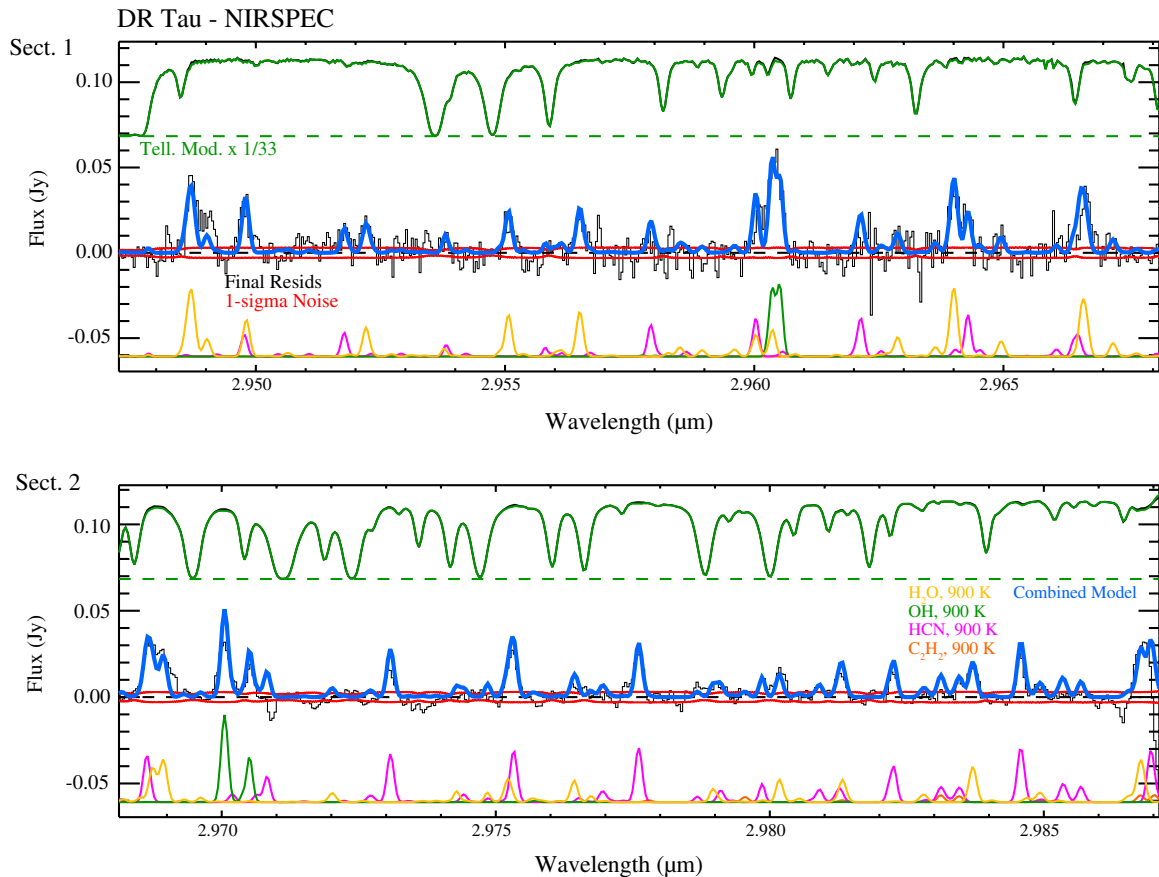 DR Tau - NIRSPEC
Sect. 1
0.10
Tell. Mod. x 1/33
0.05
Flux (Jy)
0.00
Final Resids
1-sigma Noise
-0.05
2.950 2.955 2.960 2.965
Wavelength (μm)
Sect. 2
0.10
H₂O, 900 K Combined Model
OH, 900 K
HCN, 900 K
C₂H₂, 900 K
0.05
Flux (Jy)
0.00
-0.05
2.970 2.975 2.980 2.985
Wavelength (μm)